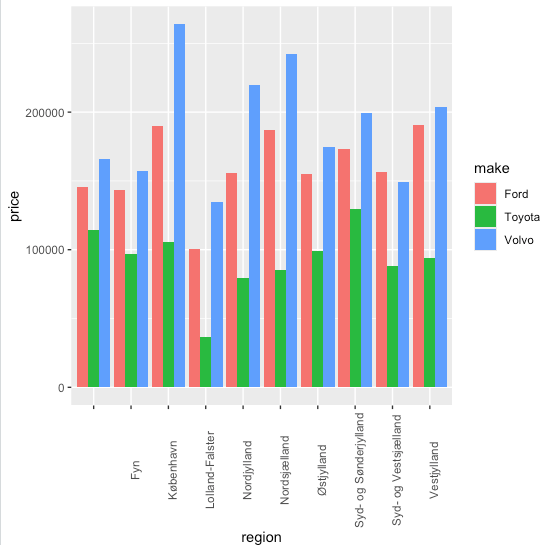 200000
100000
0
price
Fyn
København
Lolland-Falster
Nordjylland
Nordsjælland
Østjylland
Syd- og Sønderjylland
Syd- og Vestsjælland
Vestjylland
region
make
Ford
Toyota
Volvo